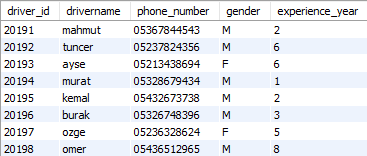 driver_id drivername phone_number gender experience_year
20191 mahmut 05367844543 M 2
20192 tuncer 05237824356 M 6
20193 ayse 05213438694 F 6
20194 murat 05328679434 M 1
20195 kemal 05432673738 M 2
20196 burak 05326748396 M 3
20197 ozge 05236328624 F 5
20198 omer 05436512965 M 8